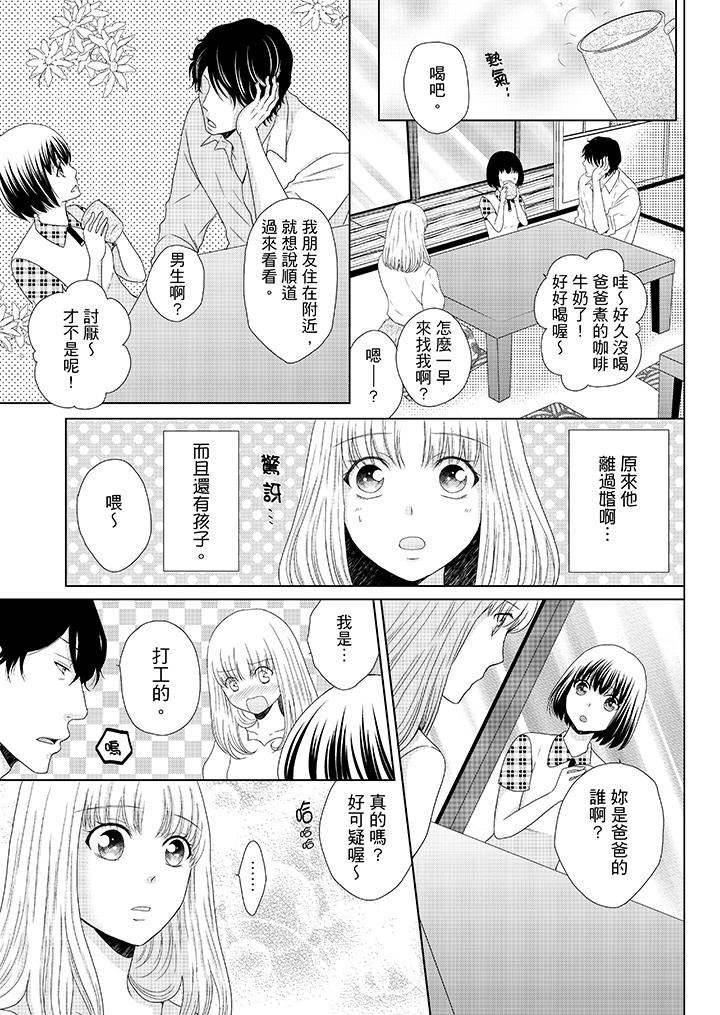 熱氣…
喝吧。
哇～好久沒喝
爸爸煮的咖啡
牛奶了！
好好喝喔～
怎麼一早
來找我啊？
嗯──？
我朋友住在附近，
就想說順道
過來看看。
男生啊？
討厭～
才不是呢！
原來他
離過婚啊…
驚訝
而且還有孩子。
喂～
妳是爸爸的
誰啊？
我是…
打工的。
嗚
真的嗎？
好可疑喔～
……